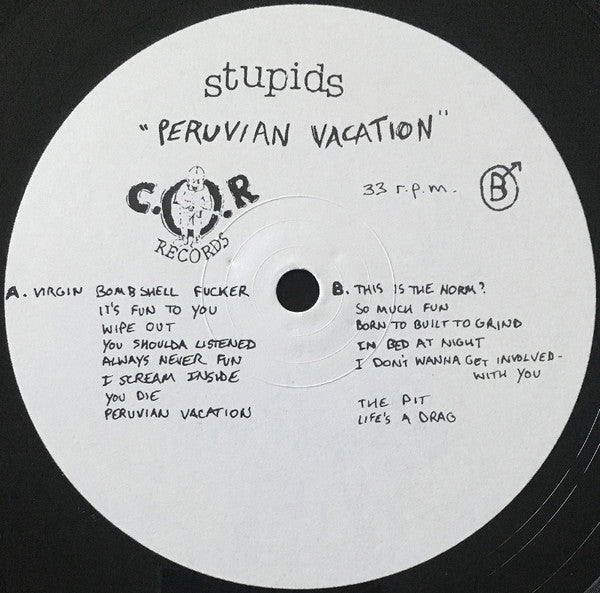 stupids
"PERUVIAN VACATION"
C.O.R
RECORDS
33 r.p.m.
B
A. VIRGIN BOMBSHELL FUCKER
IT'S FUN TO YOU
WIPE OUT
YOU SHOULDA LISTENED
ALWAYS NEVER FUN
I SCREAM INSIDE
YOU DIE
PERUVIAN VACATION
B. THIS IS THE NORM?
SO MUCH FUN
BORN TO BUILT TO GRIND
IN BED AT NIGHT
I DON'T WANNA GET INVOLVED-
WITH YOU
THE PIT
LIFE'S A DRAG